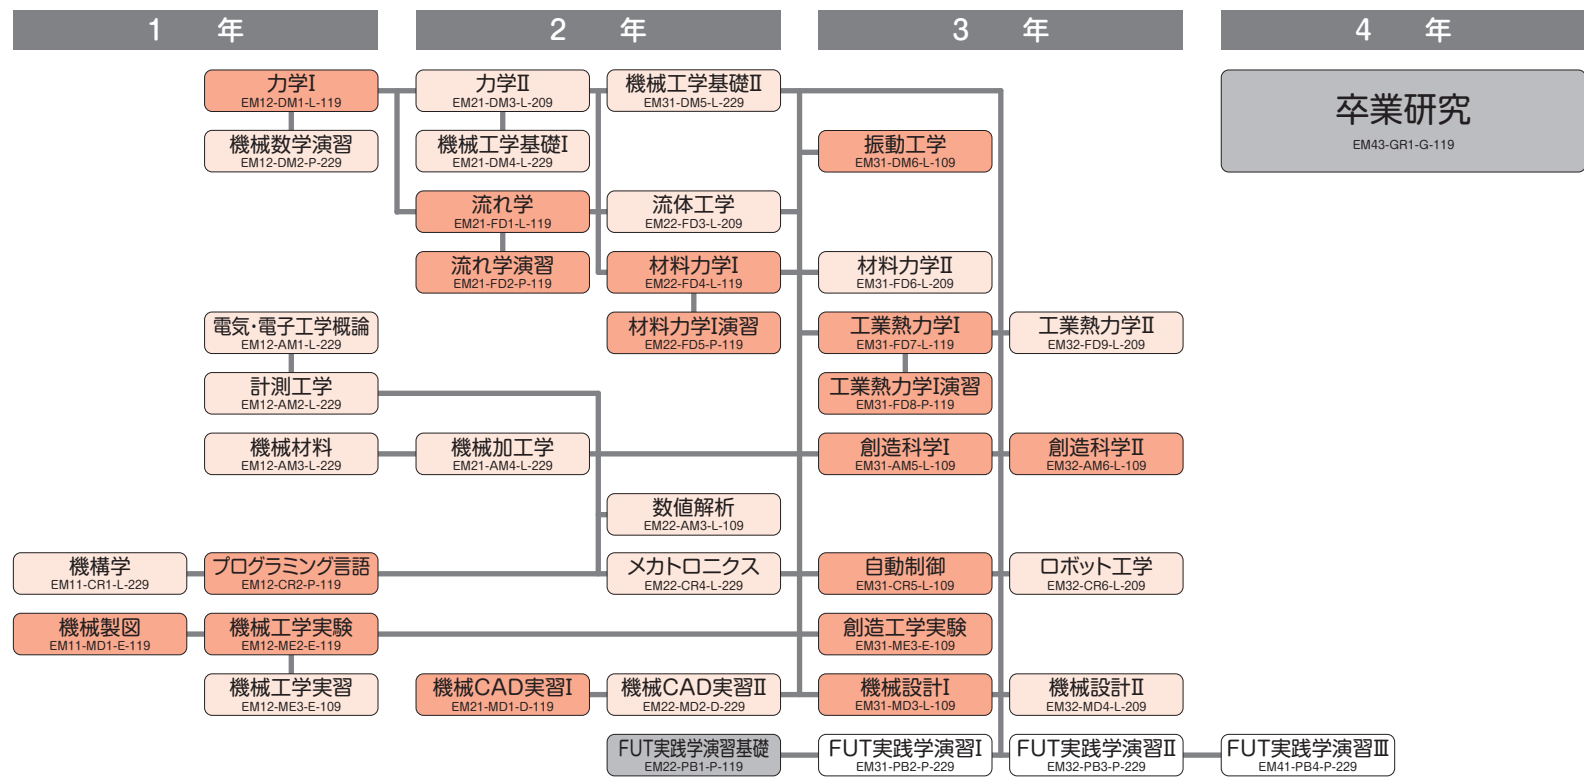 1　年
2　年
3　年
4　年
力学Ⅰ
EM12-DM1-L-119
力学Ⅱ
EM21-DM3-L-209
機械工学基礎Ⅱ
EM31-DM5-L-229
卒業研究
EM43-GR1-G-119
機械数学演習
EM12-DM2-P-229
機械工学基礎Ⅰ
EM21-DM4-L-229
振動工学
EM31-DM6-L-109
流れ学
EM21-FD1-L-119
流体工学
EM22-FD3-L-209
流れ学演習
EM21-FD2-P-119
材料力学Ⅰ
EM22-FD4-L-119
材料力学Ⅱ
EM31-FD6-L-209
電気・電子工学概論
EM12-AM1-L-229
材料力学Ⅰ演習
EM22-FD5-P-119
工業熱力学Ⅰ
EM31-FD7-L-119
工業熱力学Ⅱ
EM32-FD9-L-209
計測工学
EM12-AM2-L-229
工業熱力学Ⅰ演習
EM31-FD8-P-119
機械材料
EM12-AM3-L-229
機械加工学
EM21-AM4-L-229
創造科学Ⅰ
EM31-AM5-L-109
創造科学Ⅱ
EM32-AM6-L-109
数値解析
EM22-AM3-L-109
機構学
EM11-CR1-L-229
プログラミング言語
EM12-CR2-P-119
メカトロニクス
EM22-CR4-L-229
自動制御
EM31-CR5-L-109
ロボット工学
EM32-CR6-L-209
機械製図
EM11-MD1-E-119
機械工学実験
EM12-ME2-E-119
創造工学実験
EM31-ME3-E-109
機械工学実習
EM12-ME3-E-109
機械CAD実習Ⅰ
EM21-MD1-D-119
機械CAD実習Ⅱ
EM22-MD2-D-229
機械設計Ⅰ
EM31-MD3-L-109
機械設計Ⅱ
EM32-MD4-L-209
FUT実践学演習基礎
EM22-PB1-P-119
FUT実践学演習Ⅰ
EM31-PB2-P-229
FUT実践学演習Ⅱ
EM32-PB3-P-229
FUT実践学演習Ⅲ
EM41-PB4-P-229